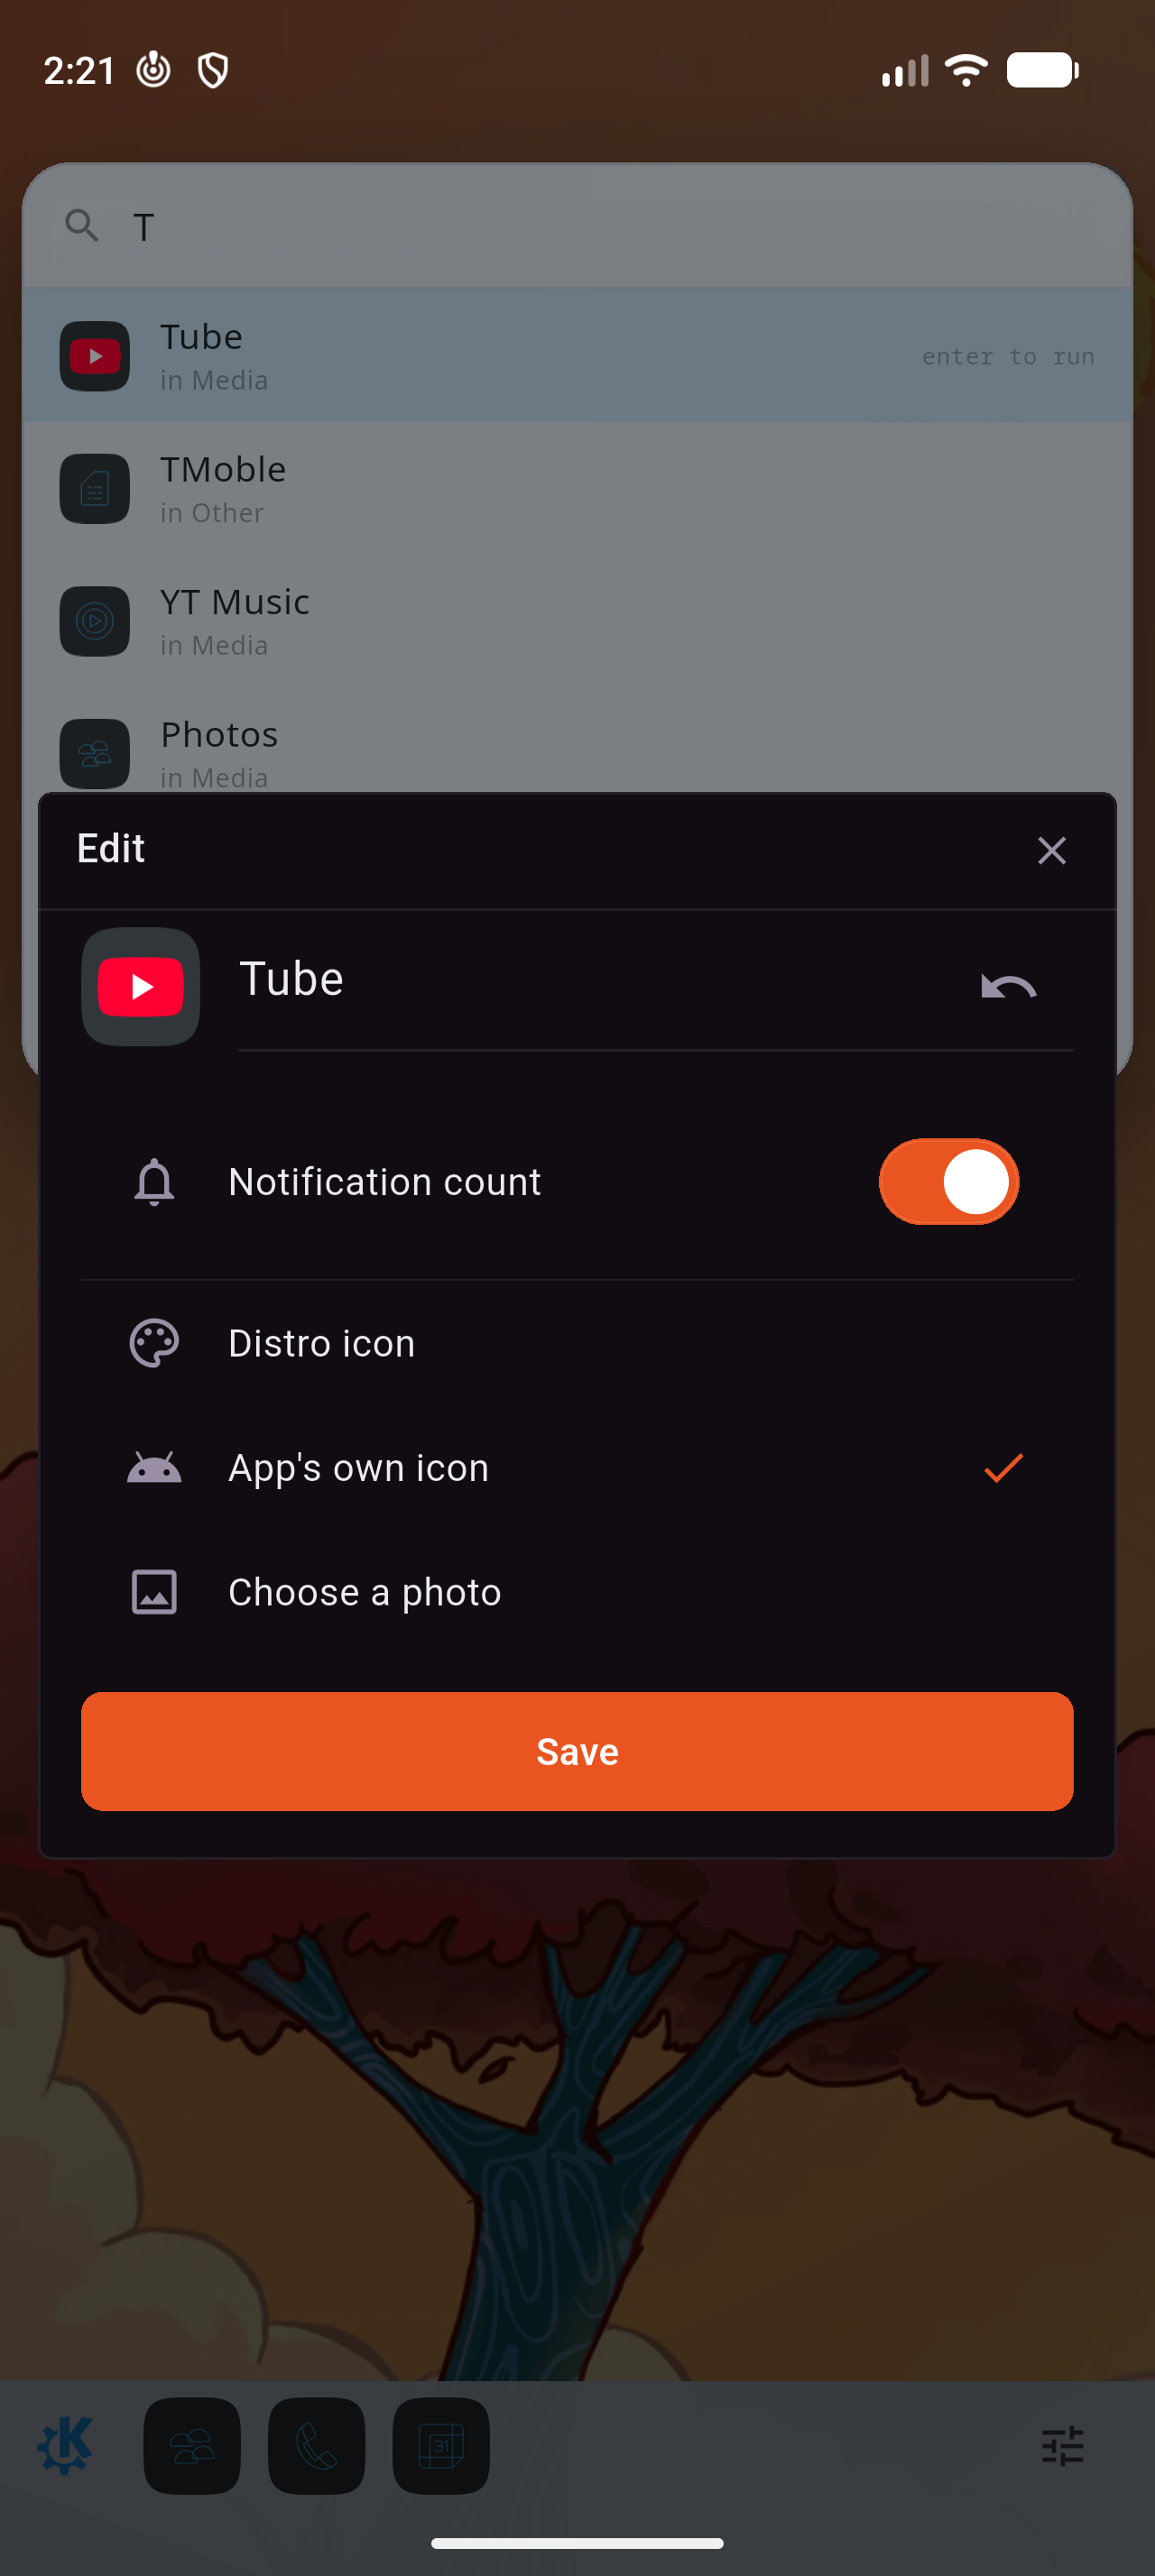 2:21
T
Tube
in Media
enter to run
TMoble
in Other
YT Music
in Media
Photos
in Media
Edit
Tube
Notification count
Distro icon
App's own icon
Choose a photo
Save
31